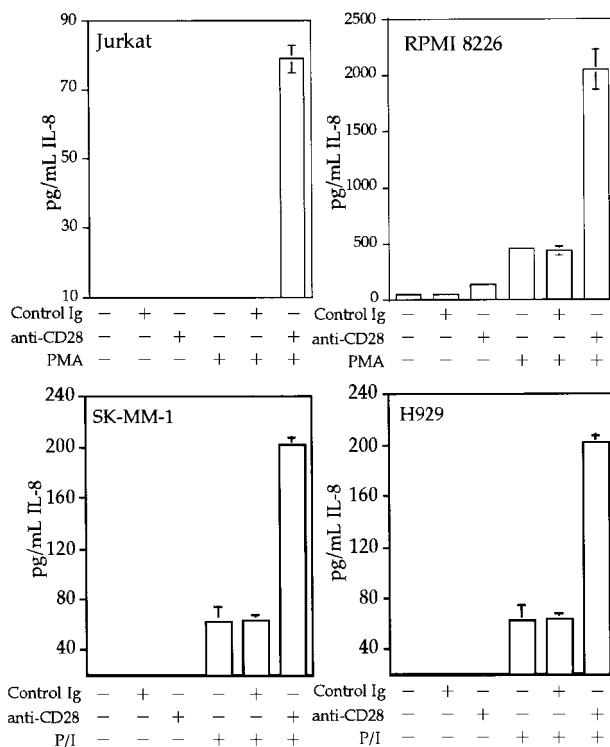 Jurkat
pg/mL IL-8
90
70
50
30
10
Control Ig − + − − + −
anti-CD28 − − + − − +
PMA − − − + + +
RPMI 8226
pg/mL IL-8
2500
2000
1500
1000
500
0
Control Ig − + − − + −
anti-CD28 − − + − − +
PMA − − − + + +
SK-MM-1
pg/mL IL-8
240
200
160
120
80
40
Control Ig − + − − + −
anti-CD28 − − + − − +
P/I − − − + + +
H929
pg/mL IL-8
240
200
160
120
80
40
Control Ig − + − − + −
anti-CD28 − − + − − +
P/I − − − + + +